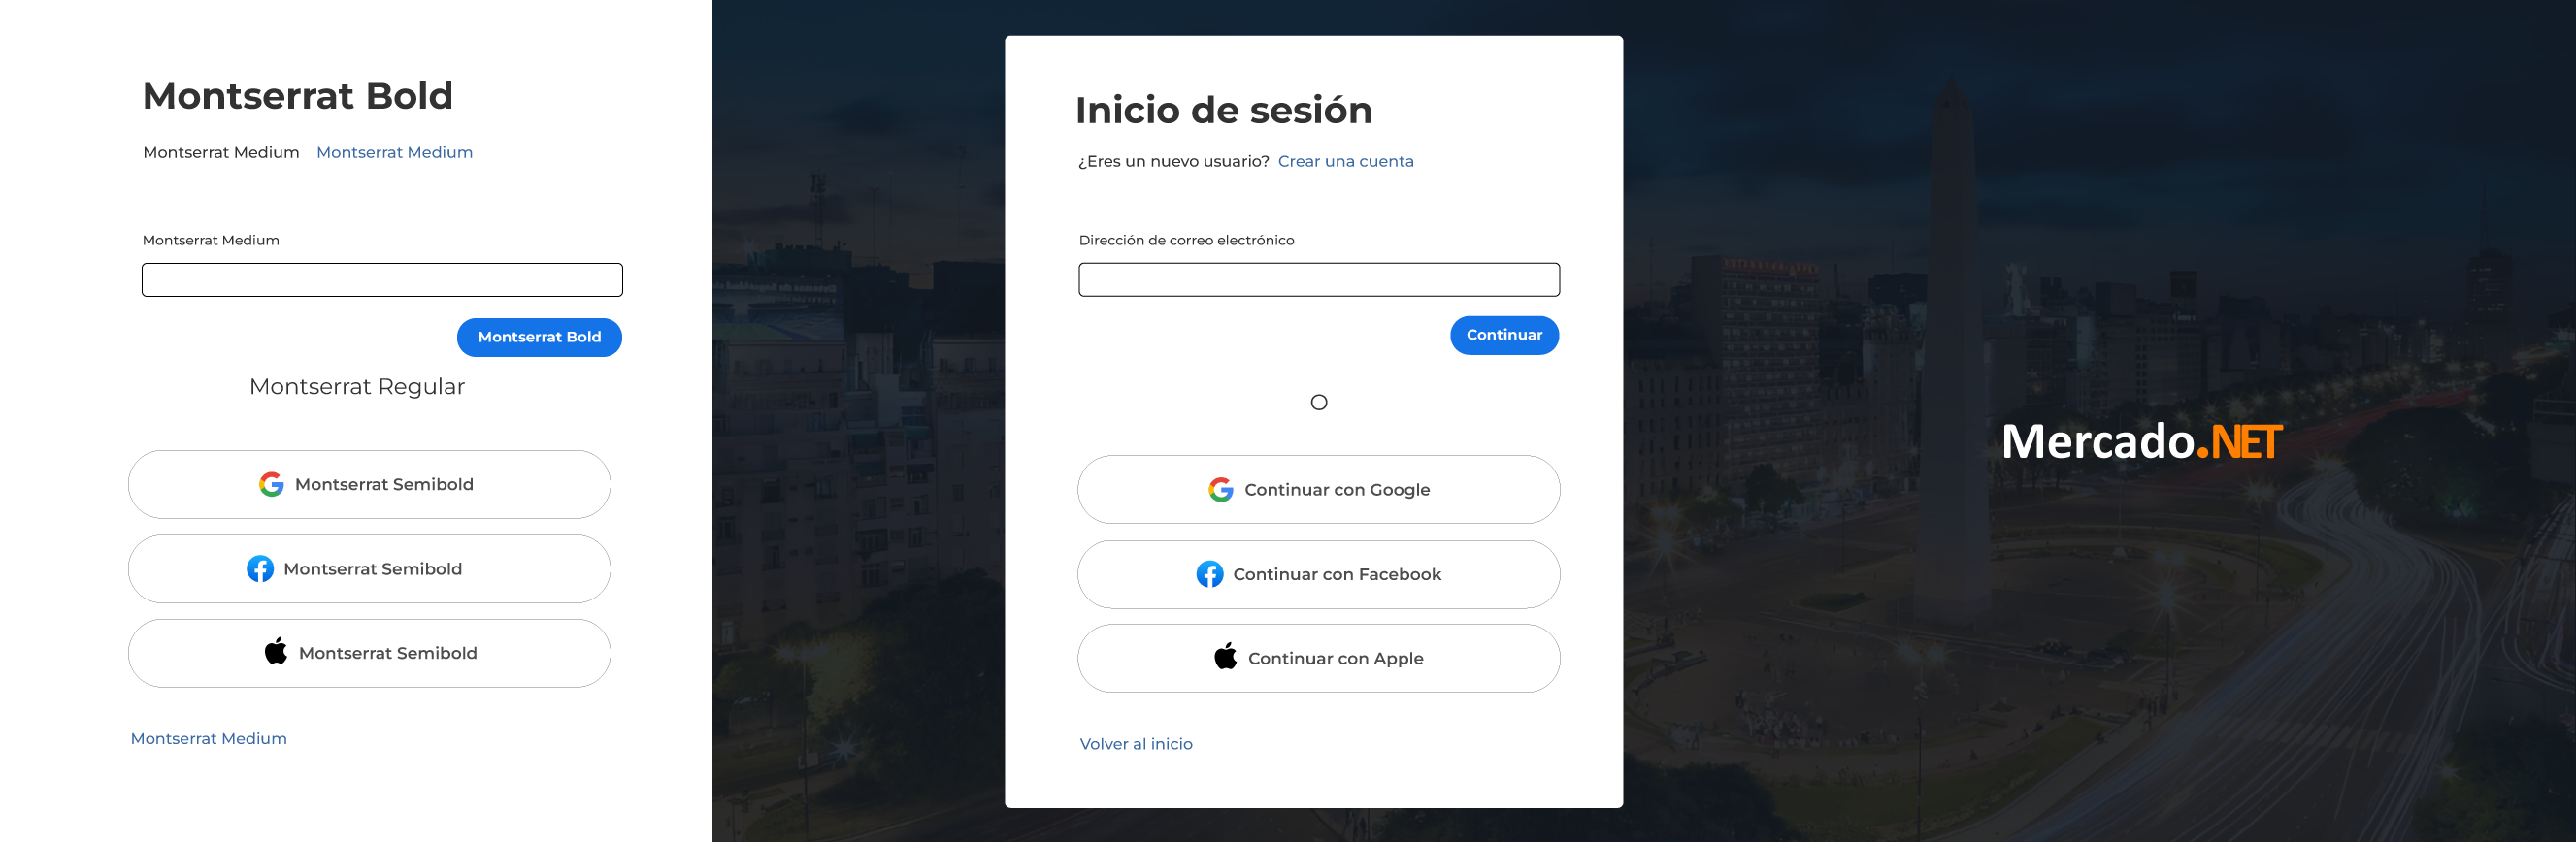 Montserrat Bold
Montserrat Medium Montserrat Medium
Montserrat Medium
Montserrat Bold
Montserrat Regular
Montserrat Semibold
Montserrat Semibold
Montserrat Semibold
Montserrat Medium
Inicio de sesión
¿Eres un nuevo usuario? Crear una cuenta
Dirección de correo electrónico
Continuar
O
Continuar con Google
Continuar con Facebook
Continuar con Apple
Volver al inicio
Mercado.NET